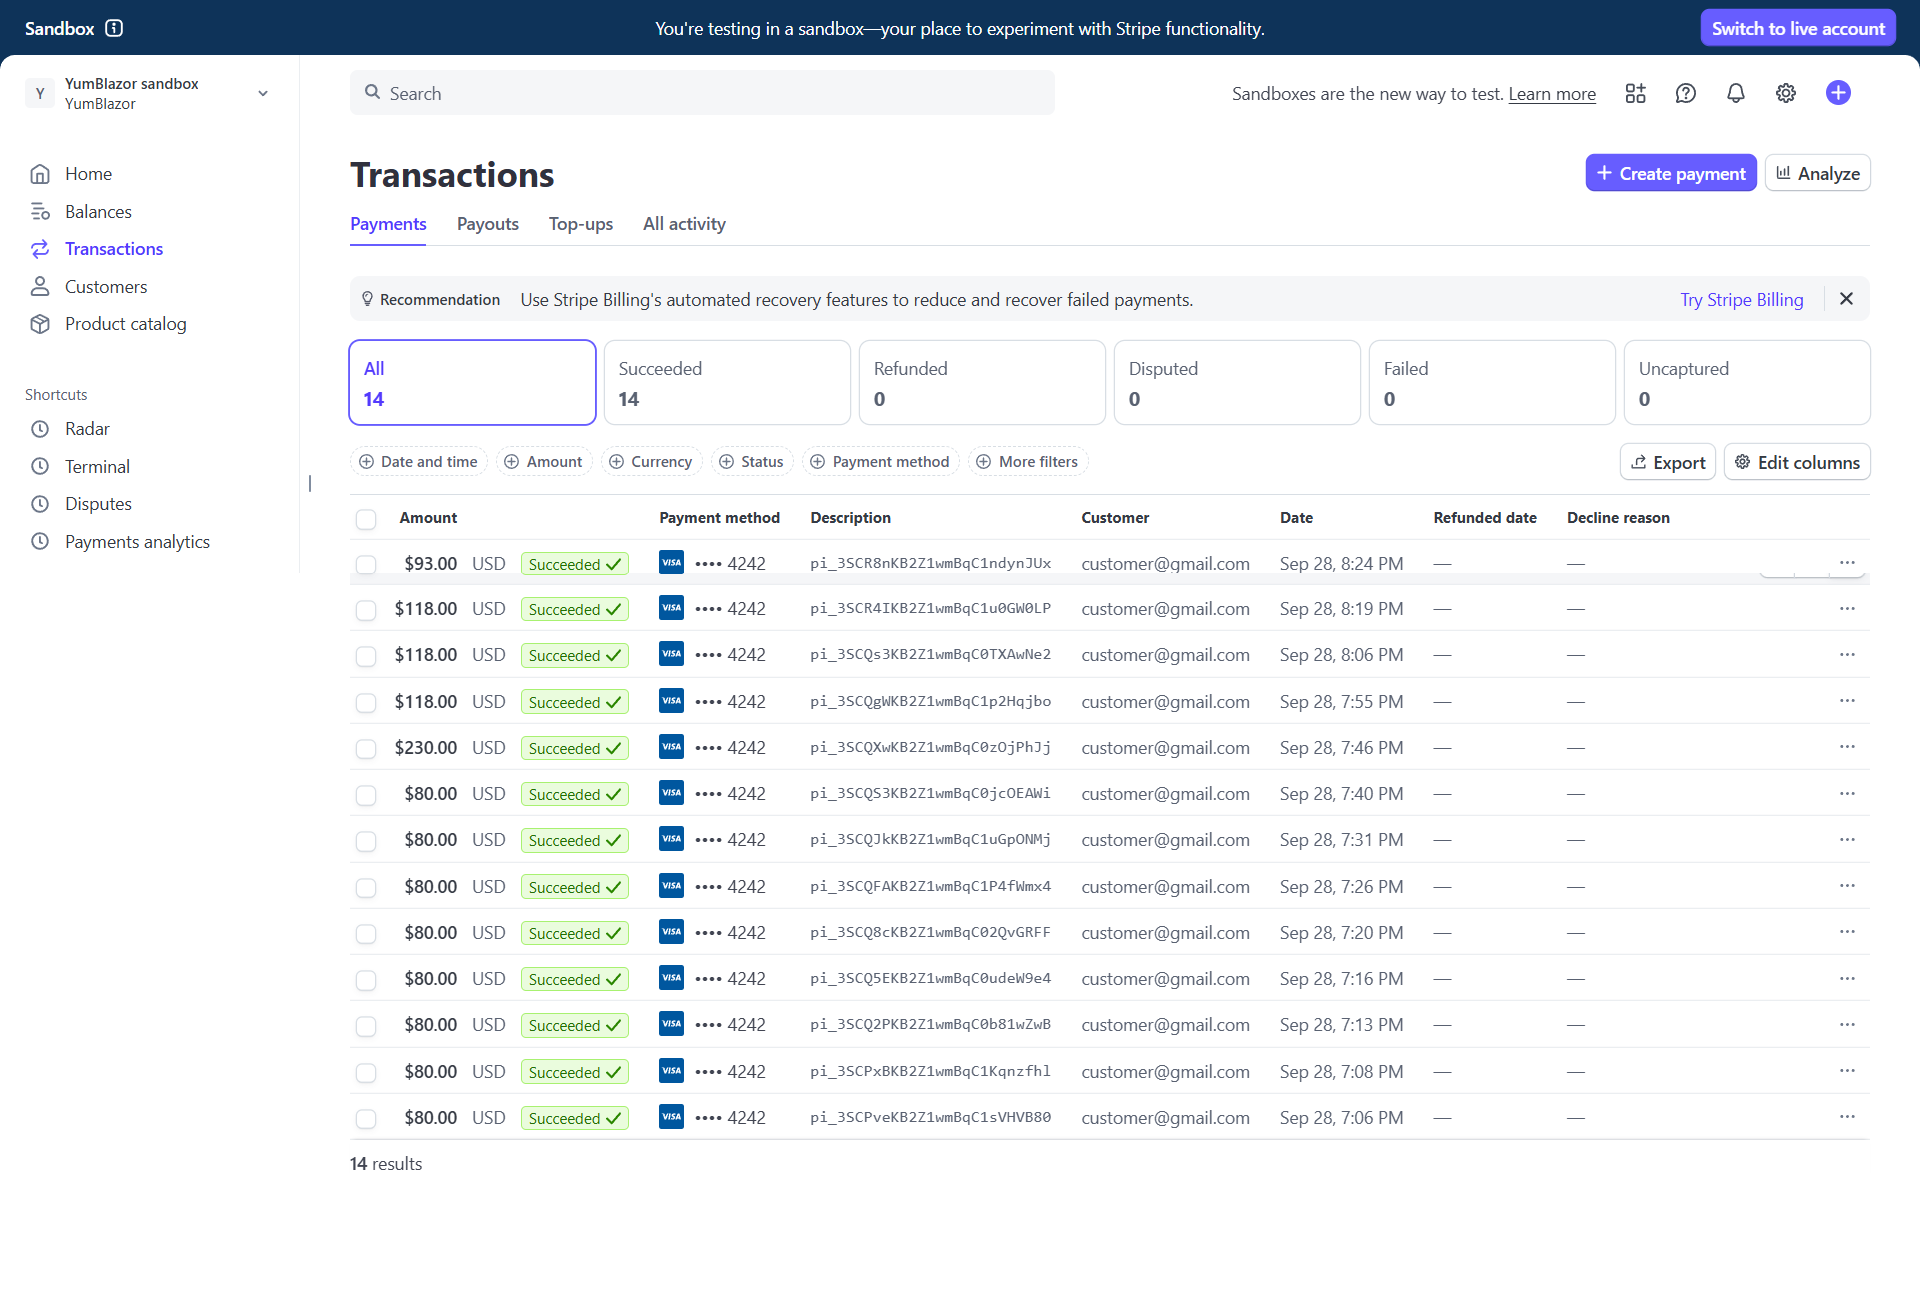 Sandbox
You're testing in a sandbox—your place to experiment with Stripe functionality.
Switch to live account
Y
YumBlazor sandbox
YumBlazor
Search
Sandboxes are the new way to test. Learn more
Home
Balances
Transactions
Customers
Product catalog
Shortcuts
Radar
Terminal
Disputes
Payments analytics
Transactions
Create payment
Analyze
Payments Payouts Top-ups All activity
Recommendation Use Stripe Billing's automated recovery features to reduce and recover failed payments. Try Stripe Billing
All Succeeded Refunded Disputed Failed Uncaptured
14 14 0 0 0 0
Date and time Amount Currency Status Payment method More filters Export Edit columns
Amount Payment method Description Customer Date Refunded date Decline reason
$93.00 USD Succeeded VISA •••• 4242 pi_3SCR8nKB2Z1wmBqC1ndynJUx customer@gmail.com Sep 28, 8:24 PM — — ···
$118.00 USD Succeeded VISA •••• 4242 pi_3SCR4IKB2Z1wmBqC1u0GW0LP customer@gmail.com Sep 28, 8:19 PM — — ···
$118.00 USD Succeeded VISA •••• 4242 pi_3SCQs3KB2Z1wmBqC0TXAwNe2 customer@gmail.com Sep 28, 8:06 PM — — ···
$118.00 USD Succeeded VISA •••• 4242 pi_3SCQgWKB2Z1wmBqC1p2Hqjbo customer@gmail.com Sep 28, 7:55 PM — — ···
$230.00 USD Succeeded VISA •••• 4242 pi_3SCQXwKB2Z1wmBqC0zOjPhJj customer@gmail.com Sep 28, 7:46 PM — — ···
$80.00 USD Succeeded VISA •••• 4242 pi_3SCQS3KB2Z1wmBqC0jcOEAWi customer@gmail.com Sep 28, 7:40 PM — — ···
$80.00 USD Succeeded VISA •••• 4242 pi_3SCQJkKB2Z1wmBqC1uGpONMj customer@gmail.com Sep 28, 7:31 PM — — ···
$80.00 USD Succeeded VISA •••• 4242 pi_3SCQFAKB2Z1wmBqC1P4fWmx4 customer@gmail.com Sep 28, 7:26 PM — — ···
$80.00 USD Succeeded VISA •••• 4242 pi_3SCQ8cKB2Z1wmBqC02QvGRFF customer@gmail.com Sep 28, 7:20 PM — — ···
$80.00 USD Succeeded VISA •••• 4242 pi_3SCQ5EKB2Z1wmBqC0udeW9e4 customer@gmail.com Sep 28, 7:16 PM — — ···
$80.00 USD Succeeded VISA •••• 4242 pi_3SCQ2PKB2Z1wmBqC0b81wZwB customer@gmail.com Sep 28, 7:13 PM — — ···
$80.00 USD Succeeded VISA •••• 4242 pi_3SCPxBKB2Z1wmBqC1Kqnzfhl customer@gmail.com Sep 28, 7:08 PM — — ···
$80.00 USD Succeeded VISA •••• 4242 pi_3SCPveKB2Z1wmBqC1sVHVB80 customer@gmail.com Sep 28, 7:06 PM — — ···
14 results